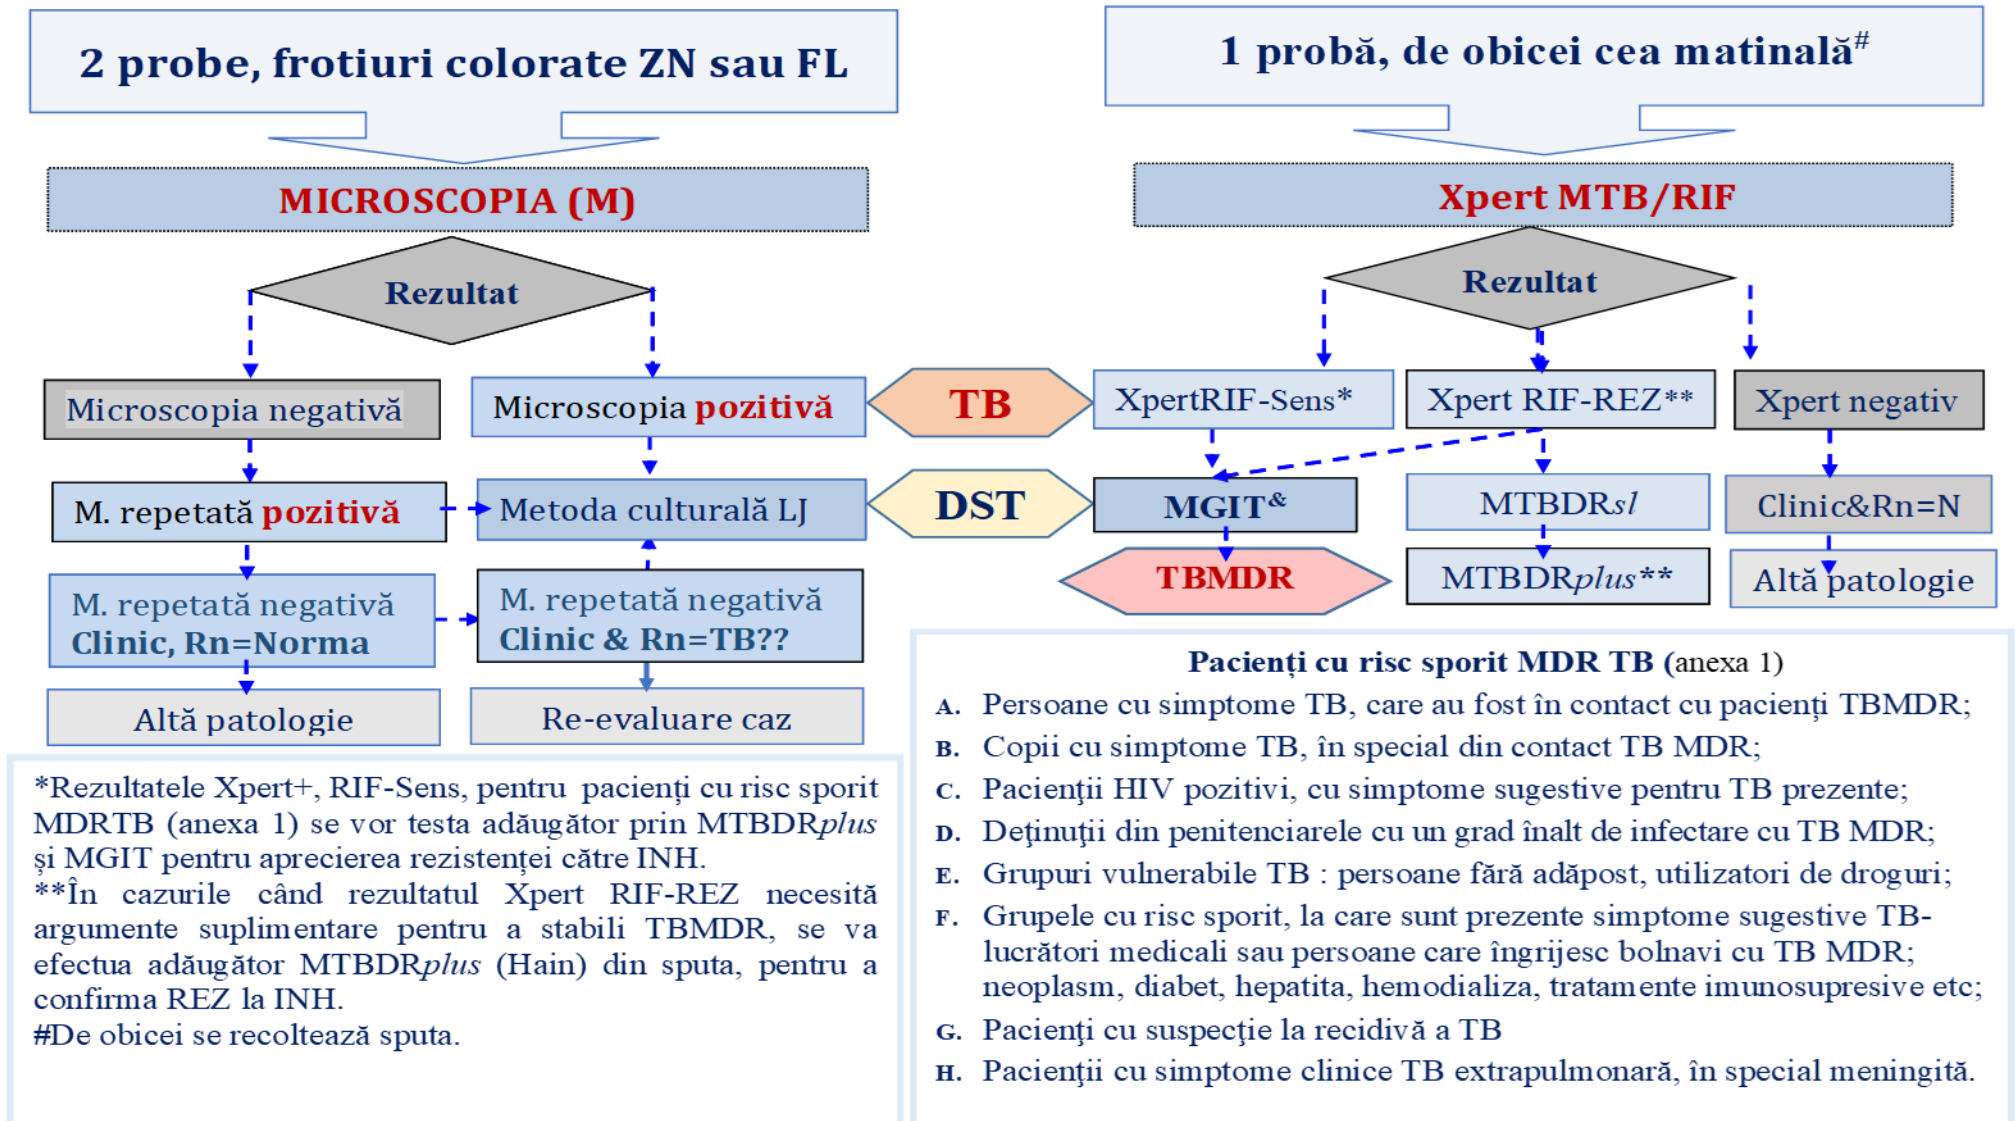 2 probe, frotiuri colorate ZN sau FL
1 probă, de obicei cea matinală#
MICROSCOPIA (M)
Xpert MTB/RIF
Rezultat
Rezultat
Microscopia negativă
Microscopia pozitivă
TB
XpertRIF-Sens*
Xpert RIF-REZ**
Xpert negativ
M. repetată pozitivă
Metoda culturală LJ
DST
MGIT&
MTBDRsl
Clinic&Rn=N
TBMDR
MTBDRplus**
Altă patologie
M. repetată negativă
Clinic, Rn=Norma
M. repetată negativă
Clinic & Rn=TB??
Altă patologie
Re-evaluare caz
*Rezultatele Xpert+, RIF-Sens, pentru pacienți cu risc sporit
MDRTB (anexa 1) se vor testa adăugător prin MTBDRplus
și MGIT pentru aprecierea rezistenței către INH.
**În cazurile când rezultatul Xpert RIF-REZ necesită
argumente suplimentare pentru a stabili TBMDR, se va
efectua adăugător MTBDRplus (Hain) din sputa, pentru a
confirma REZ la INH.
#De obicei se recoltează sputa.
Pacienți cu risc sporit MDR TB (anexa 1)
A. Persoane cu simptome TB, care au fost în contact cu pacienți TBMDR;
B. Copii cu simptome TB, în special din contact TB MDR;
C. Pacienţii HIV pozitivi, cu simptome sugestive pentru TB prezente;
D. Deţinuţii din penitenciarele cu un grad înalt de infectare cu TB MDR;
E. Grupuri vulnerabile TB : persoane fără adăpost, utilizatori de droguri;
F. Grupele cu risc sporit, la care sunt prezente simptome sugestive TB-
lucrători medicali sau persoane care îngrijesc bolnavi cu TB MDR;
neoplasm, diabet, hepatita, hemodializa, tratamente imunosupresive etc;
G. Pacienţi cu suspecţie la recidivă a TB
H. Pacienţii cu simptome clinice TB extrapulmonară, în special meningită.